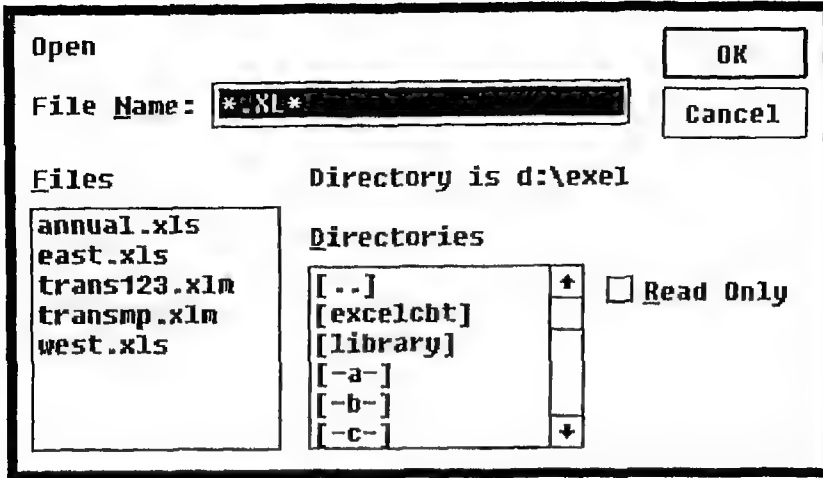 Open
OK
File Name: *.XL*
Cancel
Files
Directory is d:\exel
annual.xls
east.xls
trans123.xlm
transmp.xlm
west.xls
Directories
[..]
[excelcbt]
[library]
[-a-]
[-b-]
[-c-]
Read Only